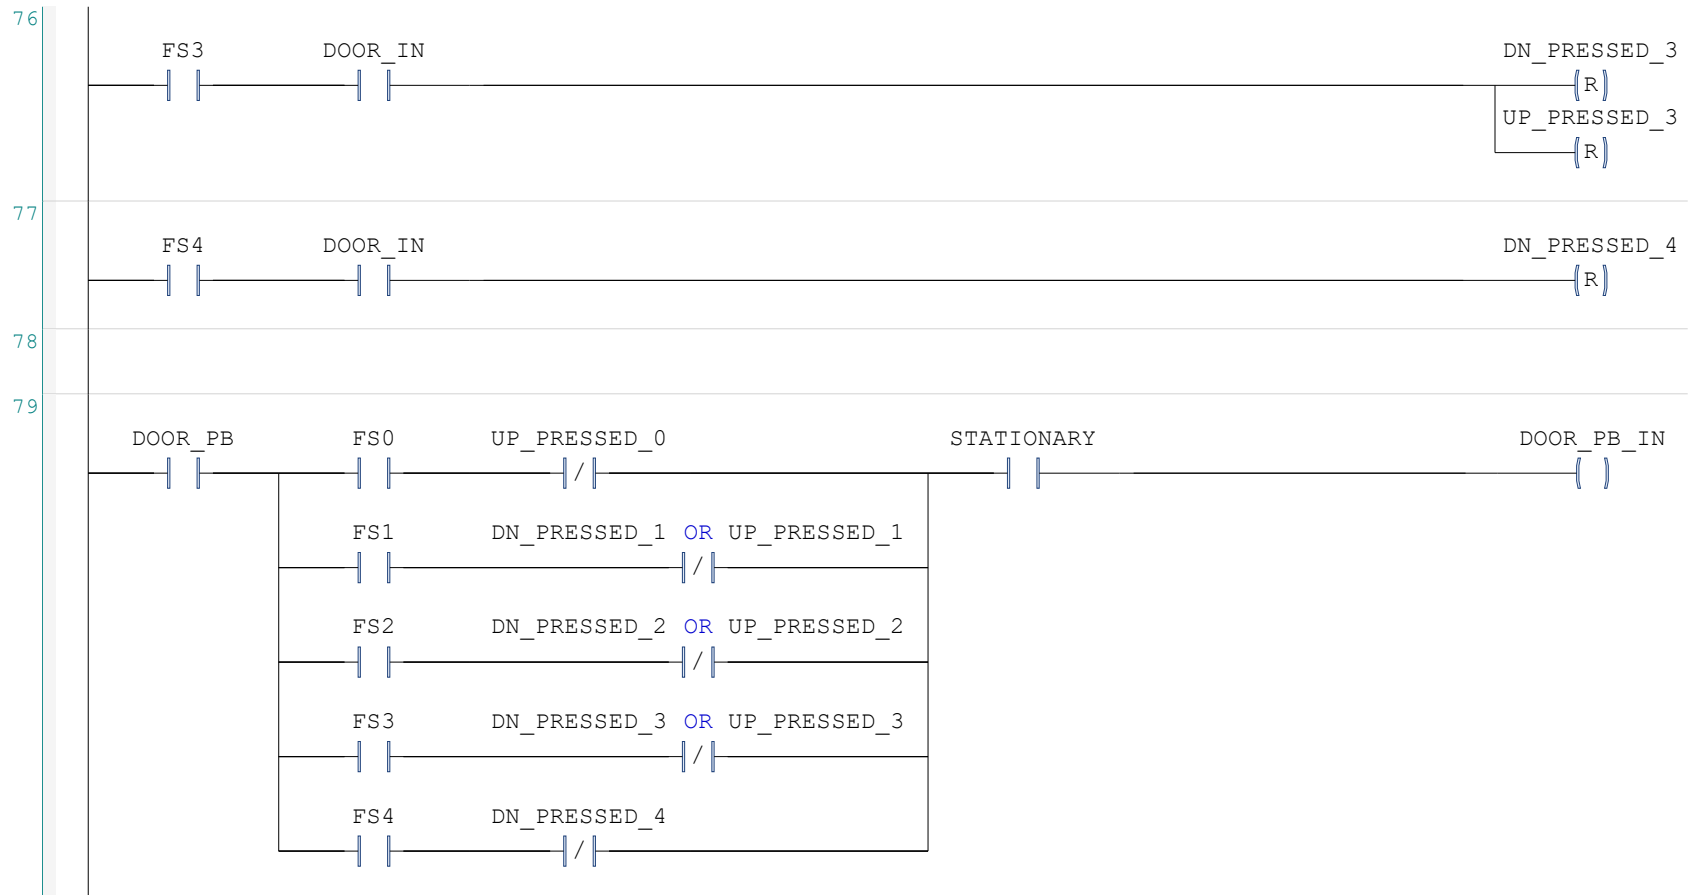 76
FS3 DOOR_IN DN_PRESSED_3
R
UP_PRESSED_3
R
77
FS4 DOOR_IN DN_PRESSED_4
R
78
79
DOOR_PB FS0 UP_PRESSED_0 STATIONARY DOOR_PB_IN
/
FS1 DN_PRESSED_1 OR UP_PRESSED_1
/
FS2 DN_PRESSED_2 OR UP_PRESSED_2
/
FS3 DN_PRESSED_3 OR UP_PRESSED_3
/
FS4 DN_PRESSED_4
/